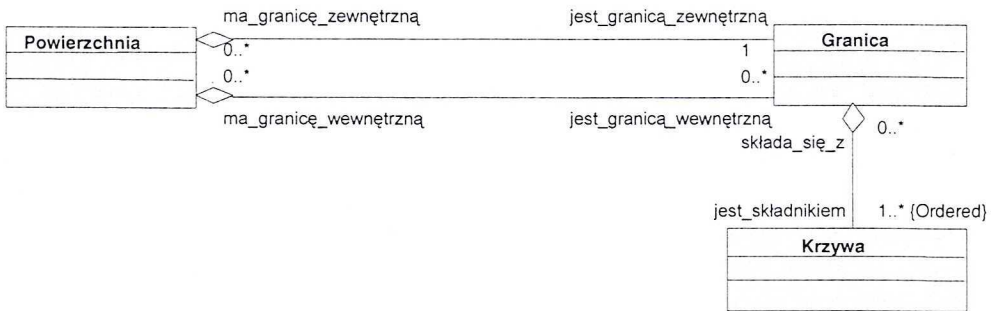 ma_granicę_zewnętrzną jest_granicą_zewnętrzną
Powierzchnia Granica
0..* 1
0..* 0..*
ma_granicę_wewnętrzną jest_granicą_wewnętrzną
0..*
składa_się_z
jest_składnikiem 1..* {Ordered}
Krzywa